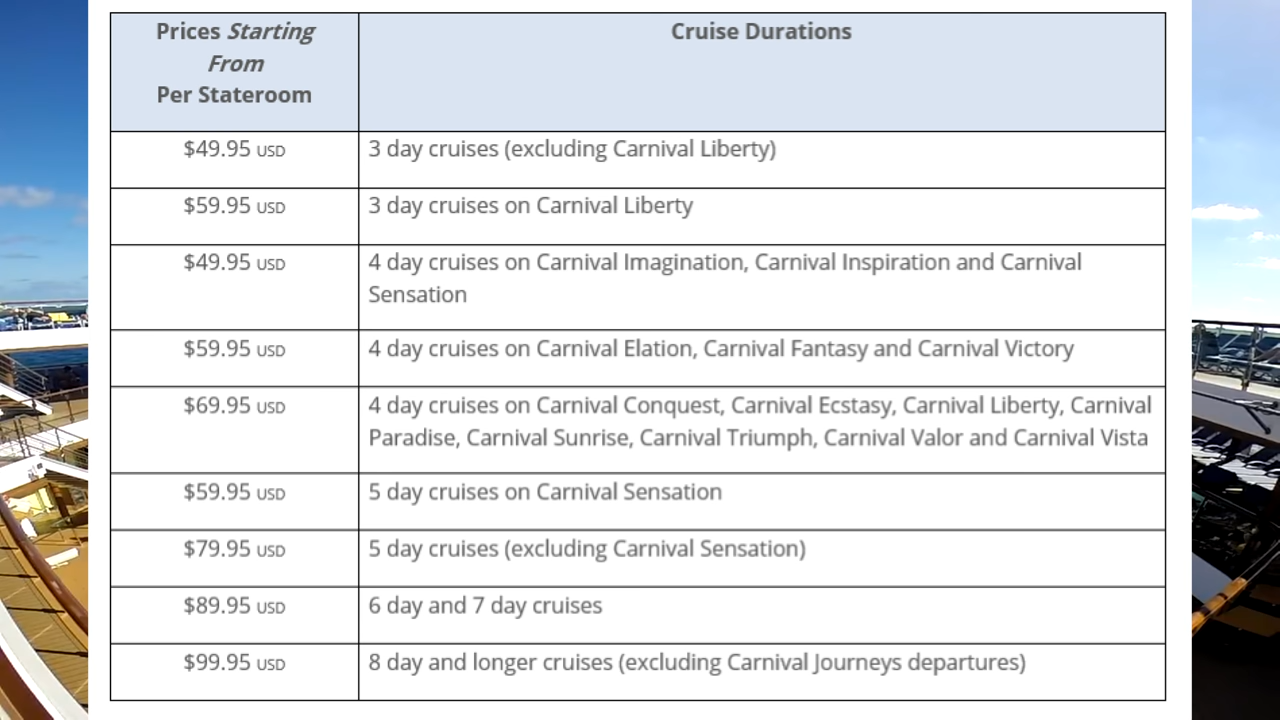 Prices Starting
From
Per Stateroom
Cruise Durations
$49.95 USD
3 day cruises (excluding Carnival Liberty)
$59.95 USD
3 day cruises on Carnival Liberty
$49.95 USD
4 day cruises on Carnival Imagination, Carnival Inspiration and Carnival
Sensation
$59.95 USD
4 day cruises on Carnival Elation, Carnival Fantasy and Carnival Victory
$69.95 USD
4 day cruises on Carnival Conquest, Carnival Ecstasy, Carnival Liberty, Carnival
Paradise, Carnival Sunrise, Carnival Triumph, Carnival Valor and Carnival Vista
$59.95 USD
5 day cruises on Carnival Sensation
$79.95 USD
5 day cruises (excluding Carnival Sensation)
$89.95 USD
6 day and 7 day cruises
$99.95 USD
8 day and longer cruises (excluding Carnival Journeys departures)